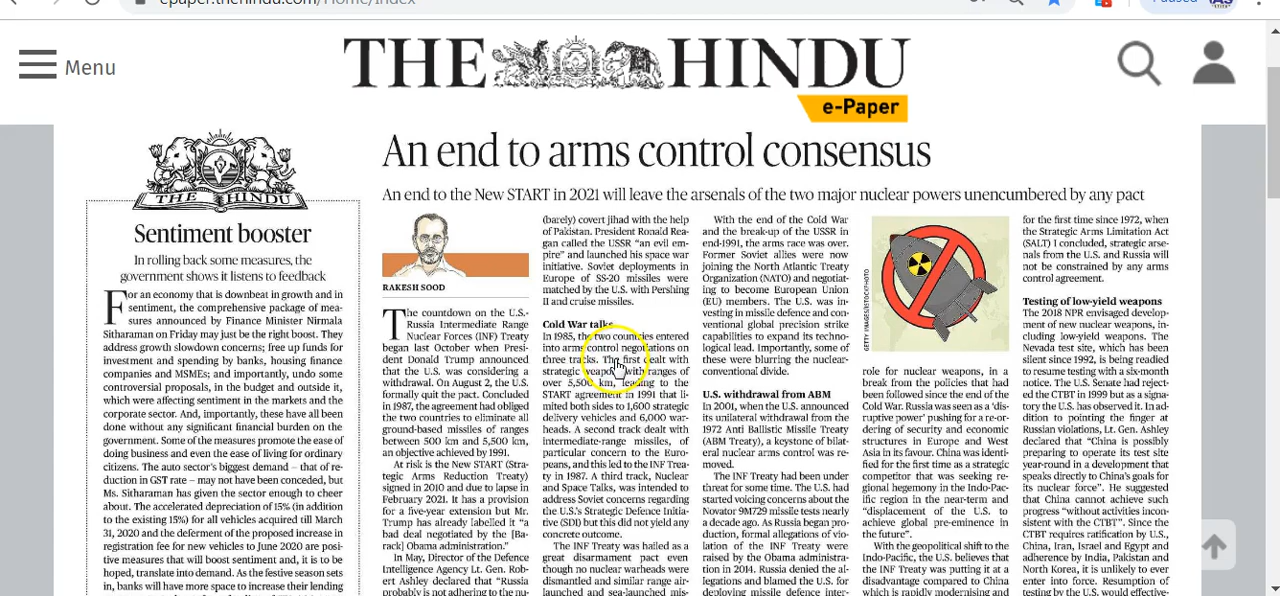 epaper.thehindu.com/Home/Index
Paused
Menu
THE HINDU
e-Paper
THE HINDU
Sentiment booster
In rolling back some measures, the
government shows it listens to feedback
For an economy that is downbeat in growth and in
sentiment, the comprehensive package of mea-
sures announced by Finance Minister Nirmala
Sitharaman on Friday may just be the right boost. They
address growth slowdown concerns; free up funds for
investment and spending by banks, housing finance
companies and MSMEs; and importantly, undo some
controversial proposals, in the budget and outside it,
which were affecting sentiment in the markets and the
corporate sector. And, importantly, these have all been
done without any significant financial burden on the
government. Some of the measures promote the ease of
doing business and even the ease of living for ordinary
citizens. The auto sector's biggest demand – that of re-
duction in GST rate – may not have been conceded, but
Ms. Sitharaman has given the sector enough to cheer
about. The accelerated depreciation of 15% (in addition
to the existing 15%) for all vehicles acquired till March
31, 2020 and the deferment of the proposed increase in
registration fee for new vehicles to June 2020 are posi-
tive measures that will boost sentiment and, it is to be
hoped, translate into demand. As the festive season sets
in, banks will have more space to increase their lending
An end to arms control consensus
An end to the New START in 2021 will leave the arsenals of the two major nuclear powers unencumbered by any pact
RAKESH SOOD
The countdown on the U.S.-
Russia Intermediate Range
Nuclear Forces (INF) Treaty
began last October when Presi-
dent Donald Trump announced
that the U.S. was considering a
withdrawal. On August 2, the U.S.
formally quit the pact. Concluded
in 1987, the agreement had obliged
the two countries to eliminate all
ground-based missiles of ranges
between 500 km and 5,500 km,
an objective achieved by 1991.
At risk is the New START (Stra-
tegic Arms Reduction Treaty)
signed in 2010 and due to lapse in
February 2021. It has a provision
for a five-year extension but Mr.
Trump has already labelled it "a
bad deal negotiated by the [Ba-
rack] Obama administration."
In May, Director of the Defence
Intelligence Agency Lt. Gen. Ro-
bert Ashley declared that "Russia
probably is not adhering to the nu-
(barely) covert jihad with the help
of Pakistan. President Ronald Rea-
gan called the USSR "an evil em-
pire" and launched his space war
initiative. Soviet deployments in
Europe of SS-20 missiles were
matched by the U.S. with Pershing
II and cruise missiles.
Cold War talks
In 1985, the two countries entered
into arms control negotiations on
three tracks. The first dealt with
strategic weapons with ranges of
over 5,500 km, leading to the
START agreement in 1991 that li-
mited both sides to 1,600 strategic
delivery vehicles and 6,000 war-
heads. A second track dealt with
intermediate-range missiles, of
particular concern to the Euro-
peans, and this led to the INF Trea-
ty in 1987. A third track, Nuclear
and Space Talks, was intended to
address Soviet concerns regarding
the U.S.'s Strategic Defence Initia-
tive (SDI) but this did not yield any
concrete outcome.
The INF Treaty was hailed as a
great disarmament pact even
though no nuclear warheads were
dismantled and similar range air-
launched and sea-launched mis-
With the end of the Cold War
and the break-up of the USSR in
end-1991, the arms race was over.
Former Soviet allies were now
joining the North Atlantic Treaty
Organization (NATO) and negotiat-
ing to become European Union
(EU) members. The U.S. was in-
vesting in missile defence and con-
ventional global precision strike
capabilities to expand its techno-
logical lead. Importantly, some of
these were blurring the nuclear-
conventional divide.
U.S. withdrawal from ABM
In 2001, when the U.S. announced
its unilateral withdrawal from the
1972 Anti Ballistic Missile Treaty
(ABM Treaty), a keystone of bilat-
eral nuclear arms control was re-
moved.
The INF Treaty had been under
threat for some time. The U.S. had
started voicing concerns about the
Novator 9M729 missile tests nearly
a decade ago. As Russia began pro-
duction, formal allegations of vio-
lation of the INF Treaty were
raised by the Obama administra-
tion in 2014. Russia denied the al-
legations and blamed the U.S. for
deploying missile defence inter-
GETTY IMAGES/ISTOCKPHOTO
role for nuclear weapons, in a
break from the policies that had
been followed since the end of the
Cold War. Russia was seen as a 'dis-
ruptive power' pushing for a re-or-
dering of security and economic
structures in Europe and West
Asia in its favour. China was identi-
fied for the first time as a strategic
competitor that was seeking re-
gional hegemony in the Indo-Pac-
ific region in the near-term and
"displacement of the U.S. to
achieve global pre-eminence in
the future".
With the geopolitical shift to the
Indo-Pacific, the U.S. believes that
the INF Treaty was putting it at a
disadvantage compared to China
which is rapidly modernising and
for the first time since 1972, when
the Strategic Arms Limitation Act
(SALT) I concluded, strategic arse-
nals from the U.S. and Russia will
not be constrained by any arms
control agreement.
Testing of low-yield weapons
The 2018 NPR envisaged develop-
ment of new nuclear weapons, in-
cluding low-yield weapons. The
Nevada test site, which has been
silent since 1992, is being readied
to resume testing with a six-month
notice. The U.S. Senate had reject-
ed the CTBT in 1999 but as a signa-
tory the U.S. has observed it. In ad-
dition to pointing the finger at
Russian violations, Lt. Gen. Ashley
declared that "China is possibly
preparing to operate its test site
year-round in a development that
speaks directly to China's goals for
its nuclear force". He suggested
that China cannot achieve such
progress "without activities incon-
sistent with the CTBT". Since the
CTBT requires ratification by U.S.,
China, Iran, Israel and Egypt and
adherence by India, Pakistan and
North Korea, it is unlikely to ever
enter into force. Resumption of
testing by the U.S. would effective-